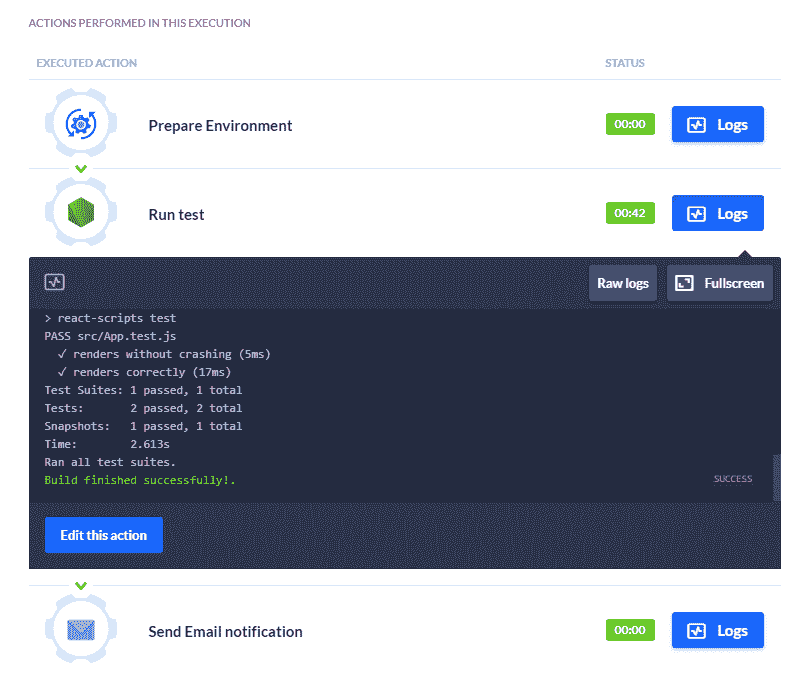 ACTIONS PERFORMED IN THIS EXECUTION
EXECUTED ACTION STATUS
Prepare Environment 00:00 Logs
Run test 00:42 Logs
Raw logs Fullscreen
> react-scripts test
PASS src/App.test.js
✓ renders without crashing (5ms)
✓ renders correctly (17ms)
Test Suites: 1 passed, 1 total
Tests: 2 passed, 2 total
Snapshots: 1 passed, 1 total
Time: 2.613s
Ran all test suites.
Build finished successfully!. SUCCESS
Edit this action
Send Email notification 00:00 Logs